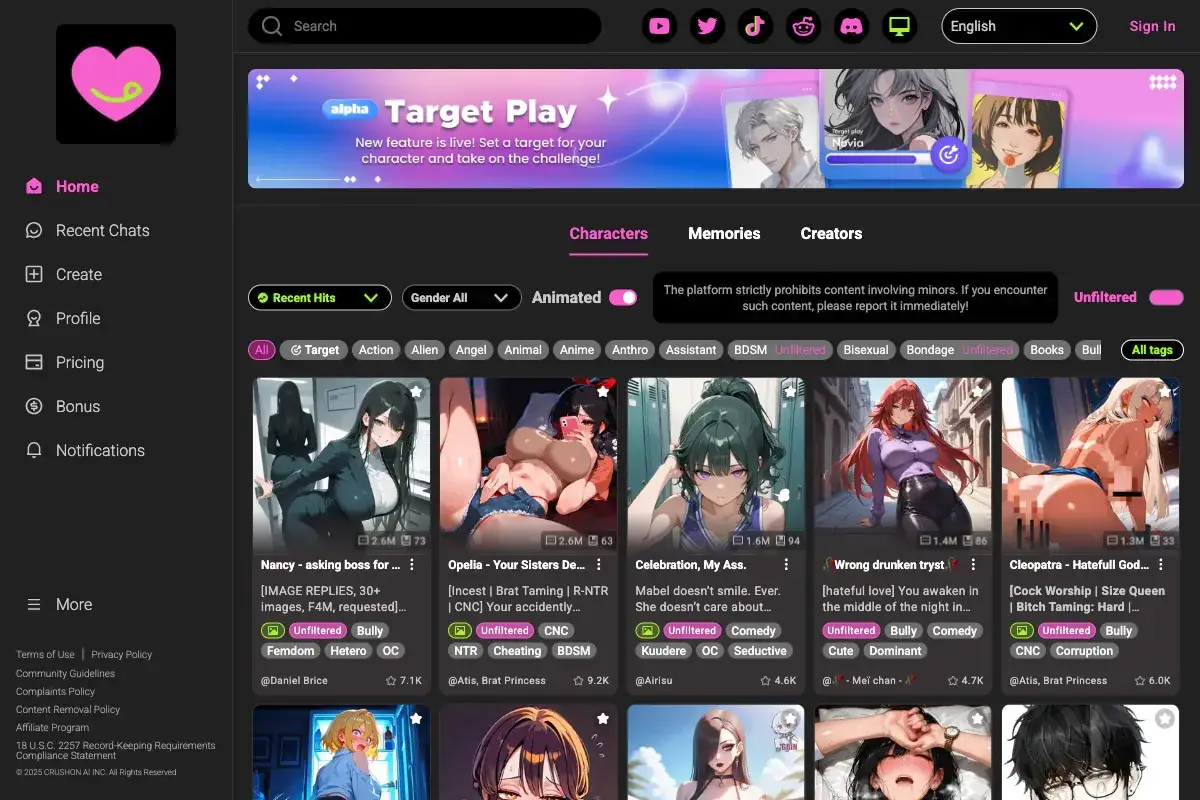 Search
English
Sign In
Home
Recent Chats
Create
Profile
Pricing
Bonus
Notifications
More
Terms of Use | Privacy Policy
Community Guidelines
Complaints Policy
Content Removal Policy
Affiliate Program
18 U.S.C. 2257 Record-Keeping Requirements
Compliance Statement
© 2025 CRUSHON AI INC. All Rights Reserved
alpha Target Play
New feature is live! Set a target for your
character and take on the challenge!
Target play
Novia
Characters Memories Creators
Recent Hits
Gender All
Animated
The platform strictly prohibits content involving minors. If you encounter
such content, please report it immediately!
Unfiltered
All Target Action Alien Angel Animal Anime Anthro Assistant BDSM Unfiltered Bisexual Bondage Unfiltered Books Bull All tags
2.6M 73
Nancy - asking boss for ...
[IMAGE REPLIES, 30+
images, F4M, requested]...
Unfiltered Bully
Femdom Hetero OC
@Daniel Brice 7.1K
2.6M 63
Opelia - Your Sisters De...
[Incest | Brat Taming | R-NTR
| CNC] Your accidently...
Unfiltered CNC
NTR Cheating BDSM
@Atis, Brat Princess 9.2K
1.6M 94
Celebration, My Ass.
Mabel doesn't smile. Ever.
She doesn't care about...
Unfiltered Comedy
Kuudere OC Seductive
@Airisu 4.6K
1.4M 86
🥀Wrong drunken tryst🥀
[hateful love] You awaken
in the middle of the night in...
Unfiltered Bully Comedy
Cute Dominant
@🥀- Meï chan -🥀 4.7K
1.3M 33
Cleopatra - Hatefull God...
[Cock Worship | Size Queen
| Bitch Taming: Hard |...
Unfiltered Bully
CNC Corruption
@Atis, Brat Princess 6.0K